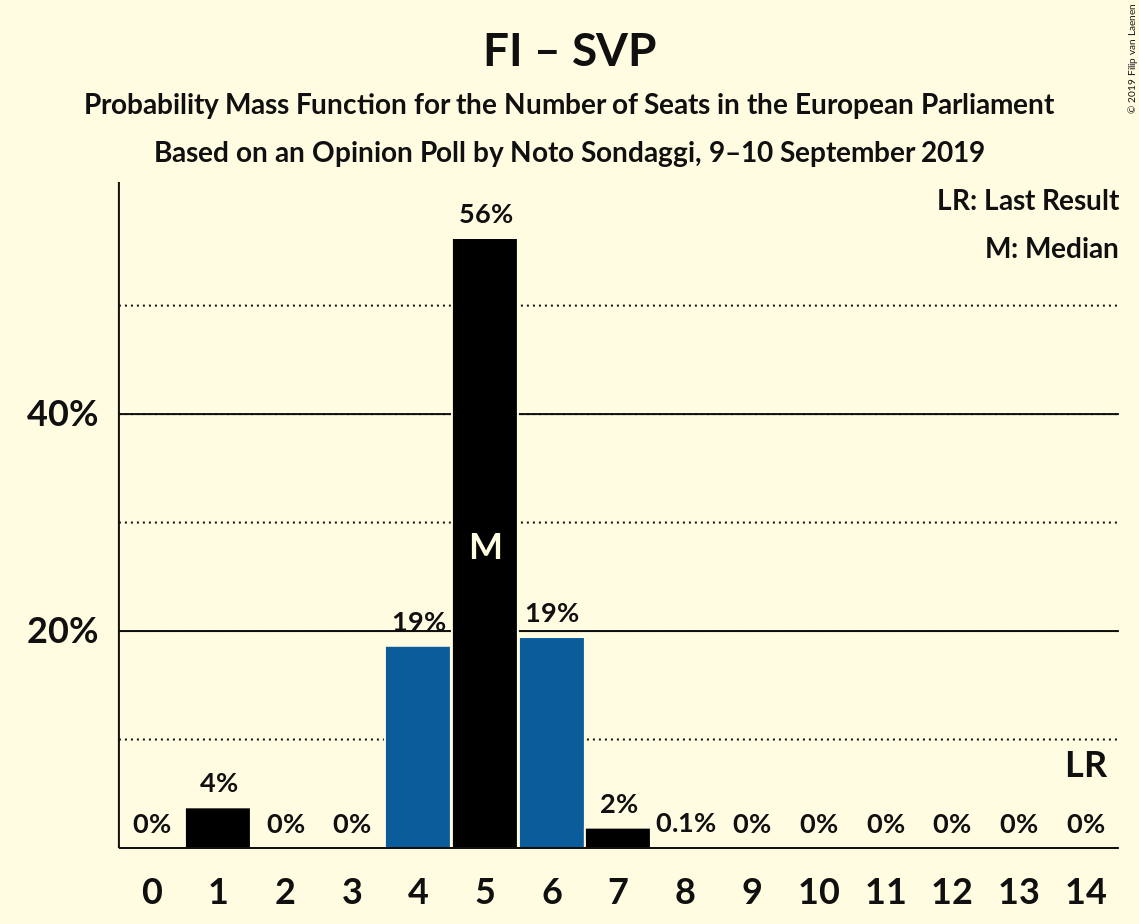 FI – SVP
Probability Mass Function for the Number of Seats in the European Parliament
Based on an Opinion Poll by Noto Sondaggi, 9–10 September 2019
© 2019 Filip van Laenen
LR: Last Result
M: Median
56%
40%
M
20%
19%
19%
LR
4%
2%
0%
0%
0%
0.1%
0%
0%
0%
0%
0%
0%
0 1 2 3 4 5 6 7 8 9 10 11 12 13 14